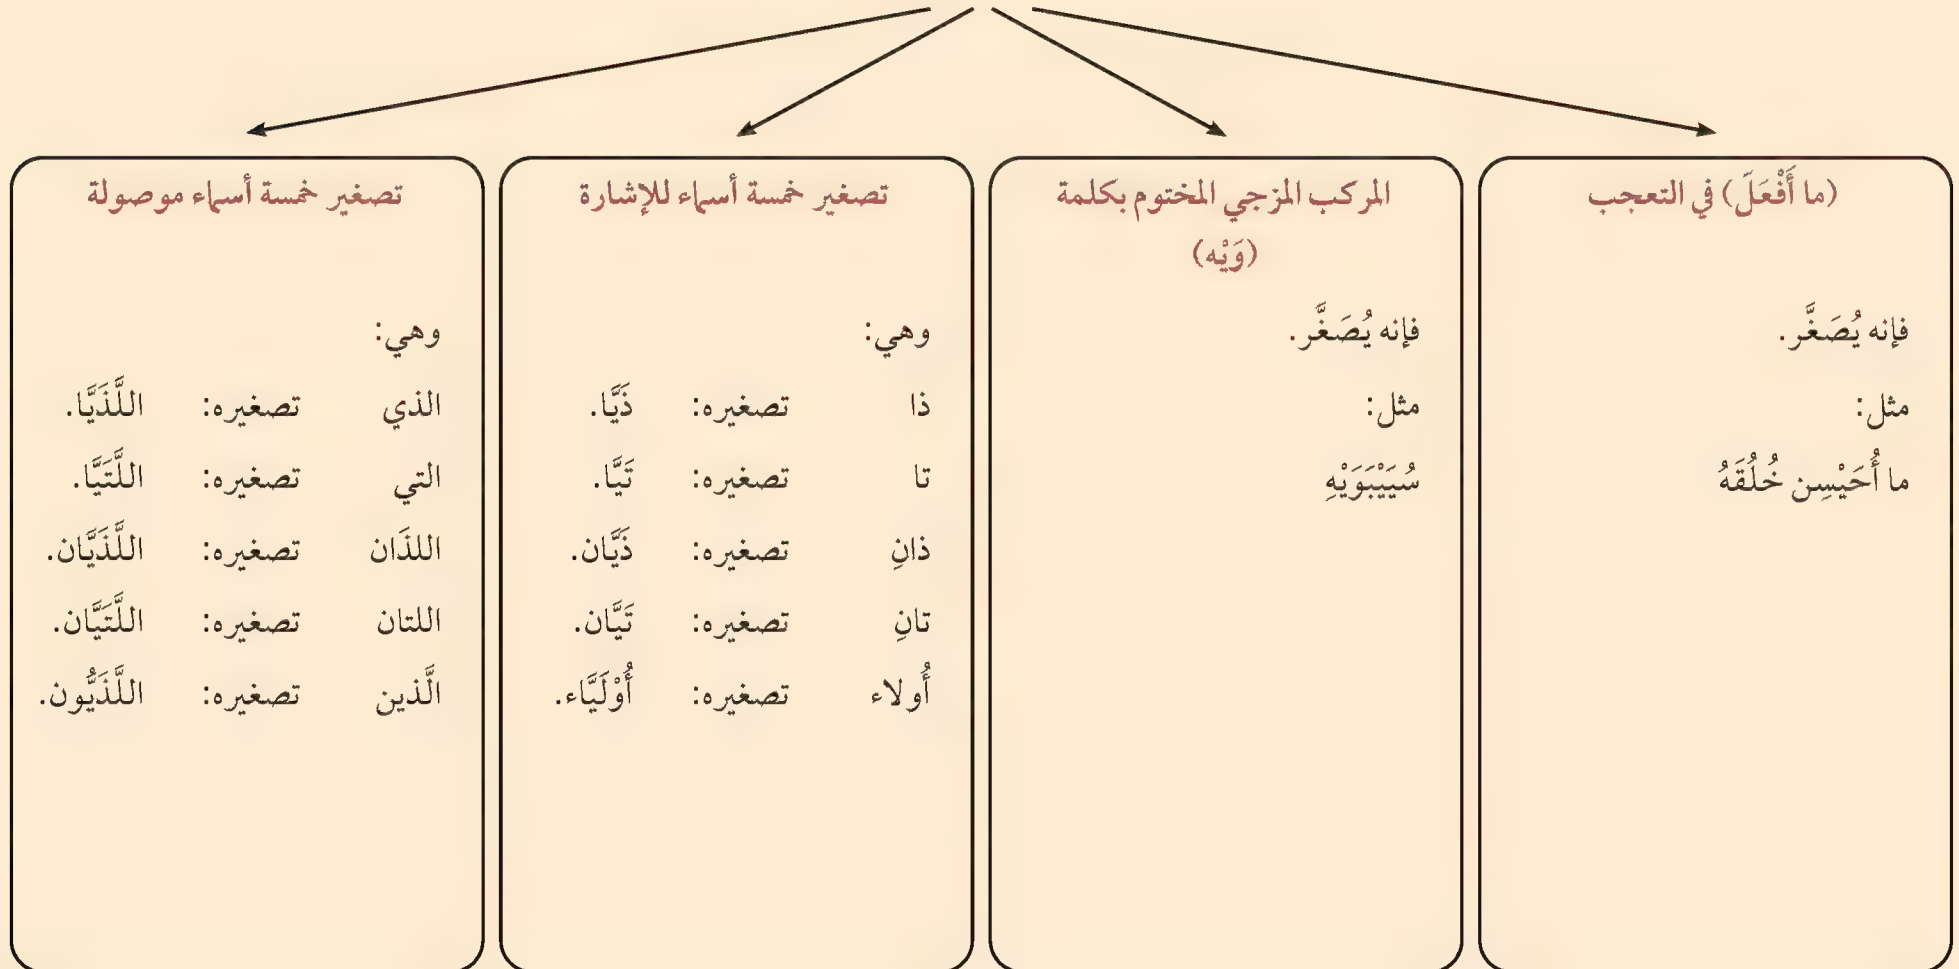 (ما أَفْعَلَ) في التعجب
فإنه يُصَغَّر.
مثل:
ما أُحَيْسِن خُلُقَهُ
المركب المزجي المختوم بكلمة
(وَيْه)
فإنه يُصَغَّر.
مثل:
سُيَيْبَوَيْهِ
تصغير خمسة أسماء للإشارة
وهي:
ذا تصغيره: ذَيَّا.
تا تصغيره: تَيَّا.
ذانِ تصغيره: ذَيَّان.
تانِ تصغيره: تَيَّان.
أُولاء تصغيره: أُوْلَيَّاء.
تصغير خمسة أسماء موصولة
وهي:
الذي تصغيره: اللَّذَيَّا.
التي تصغيره: اللَّتَيَّا.
اللذَان تصغيره: اللَّذَيَّان.
اللتان تصغيره: اللَّتَيَّان.
الَّذين تصغيره: اللَّذَيُّون.